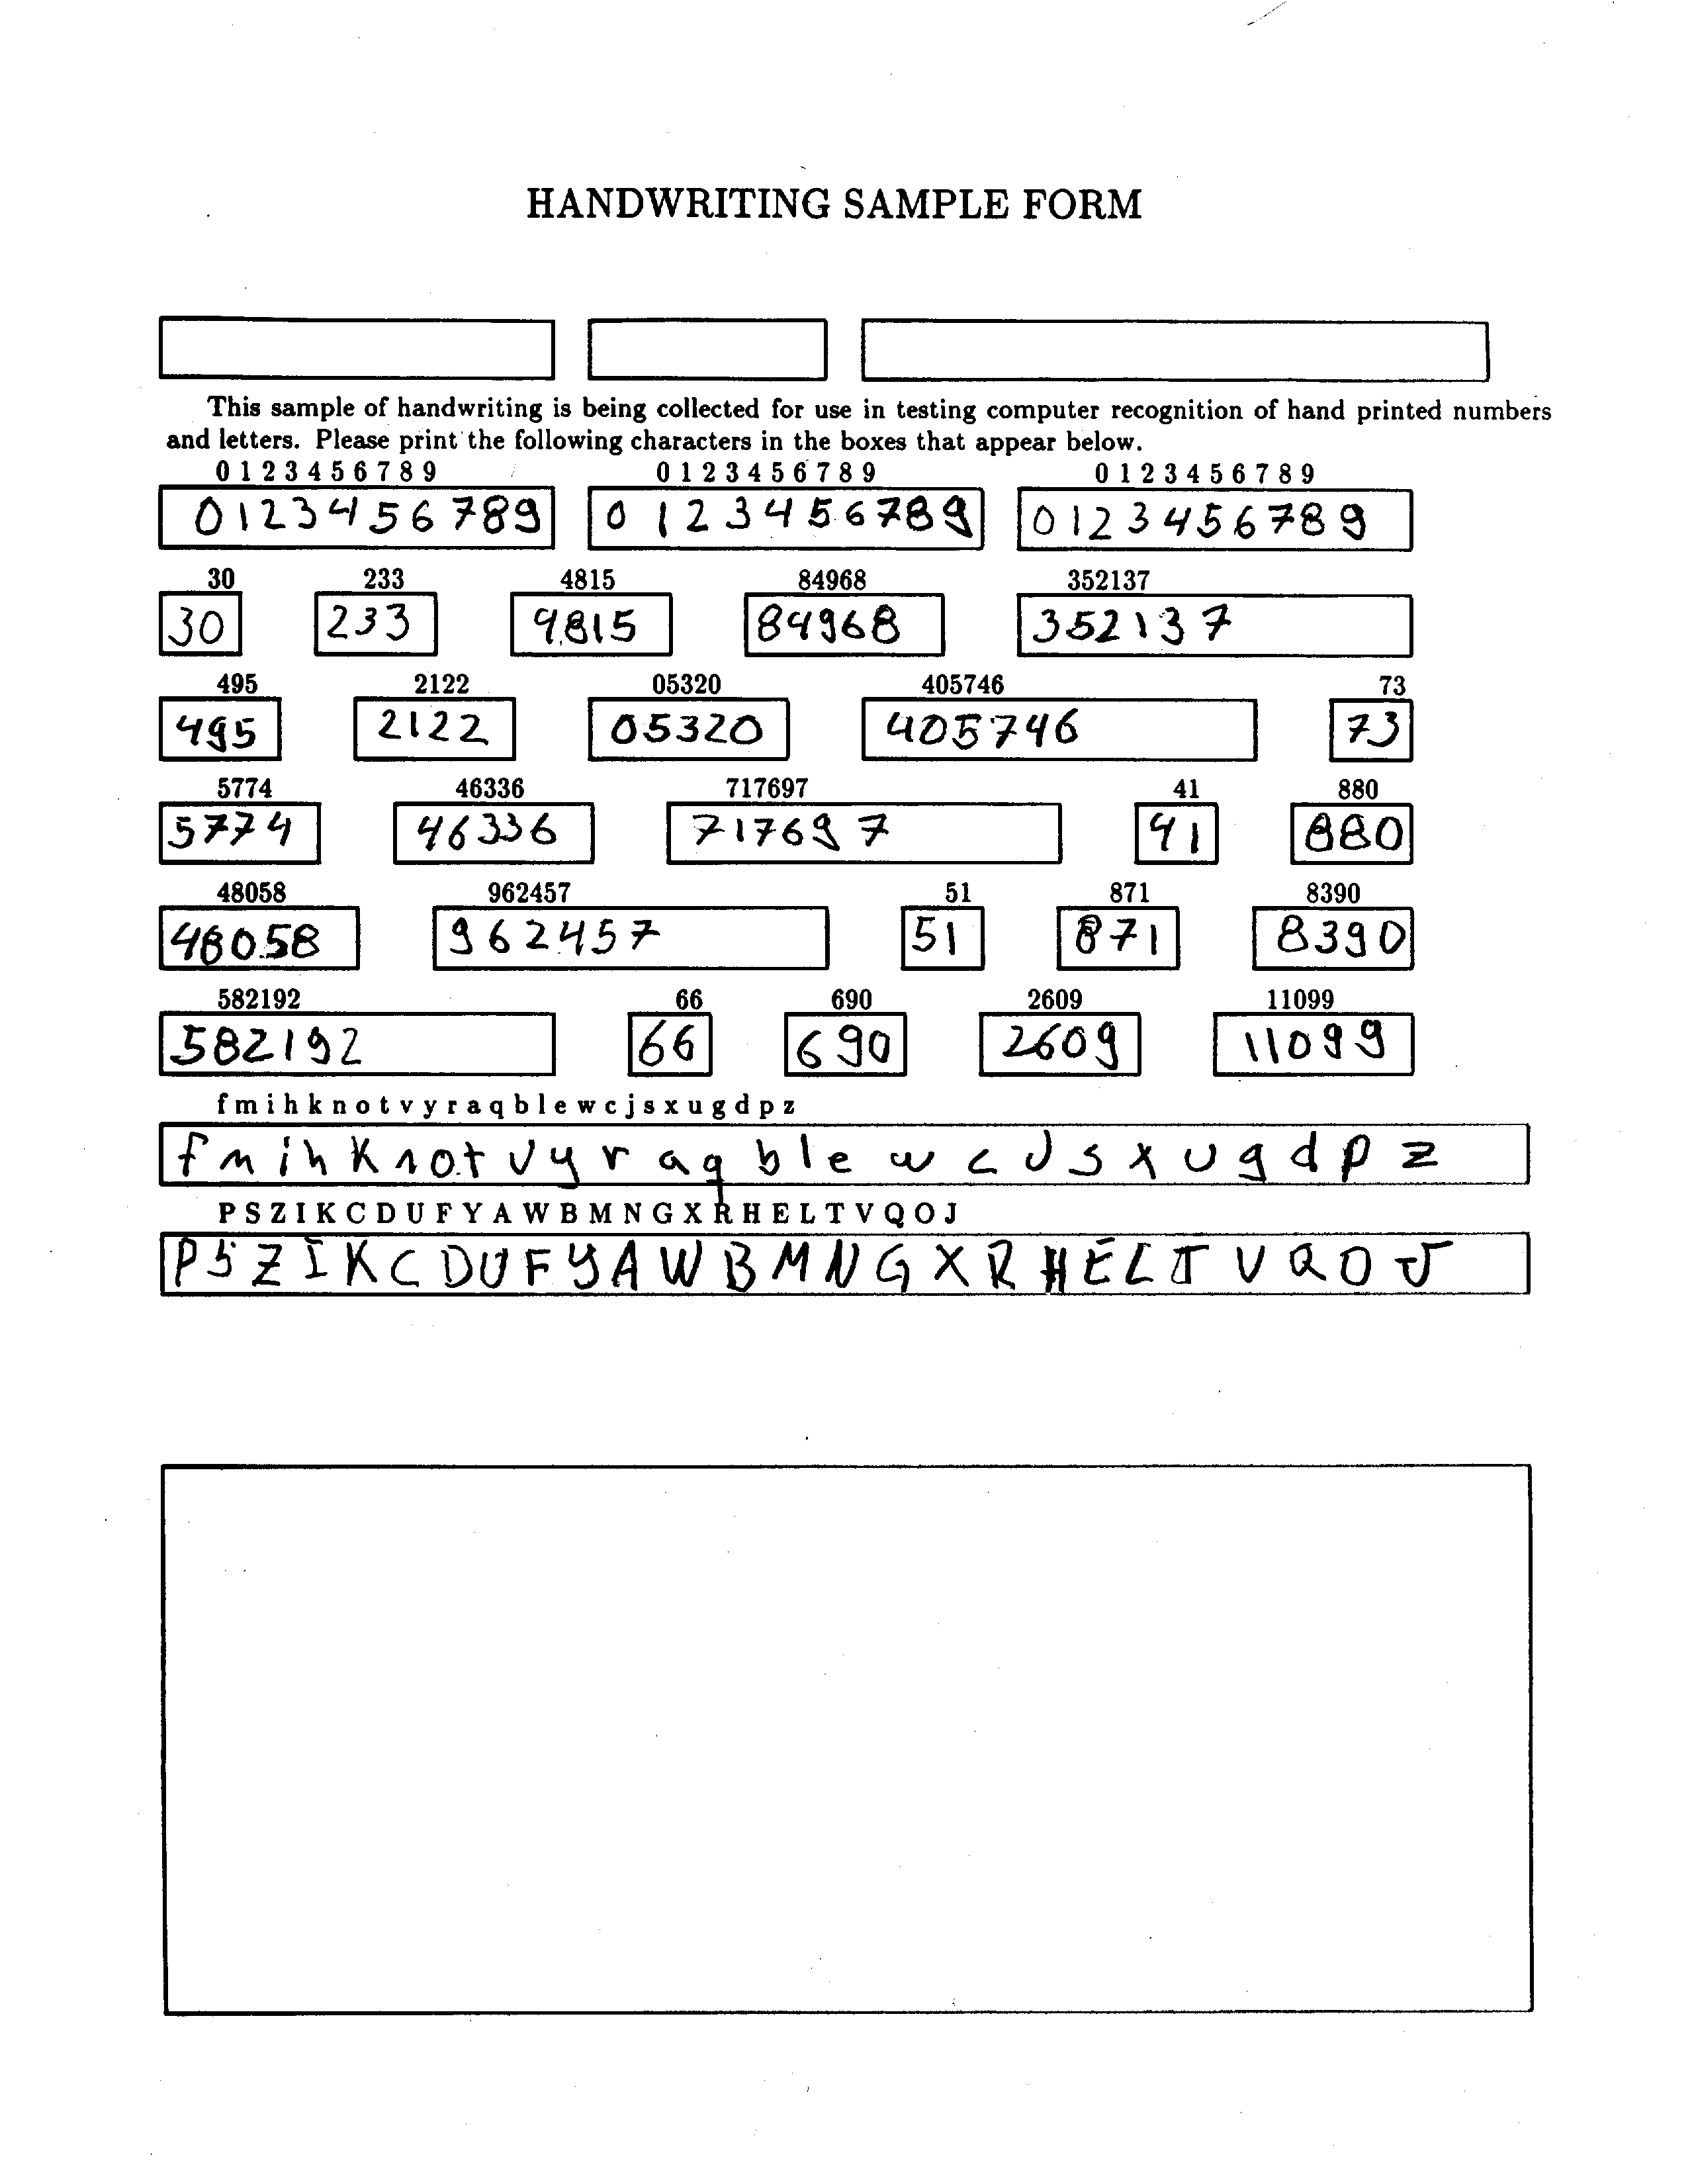 HANDWRITING SAMPLE FORM
This sample of handwriting is being collected for use in testing computer recognition of hand printed numbers
and letters. Please print the following characters in the boxes that appear below.
0 1 2 3 4 5 6 7 8 9 0 1 2 3 4 5 6 7 8 9 0 1 2 3 4 5 6 7 8 9
0123456789 0123456789 0123456789
30 233 4815 84968 352137
30 233 4815 84968 352137
495 2122 05320 405746 73
495 2122 05320 405746 73
5774 46336 717697 41 880
5774 46336 717697 41 880
48058 962457 51 871 8390
48058 962457 51 871 8390
582192 66 690 2609 11099
582192 66 690 2609 11099
f m i h k n o t v y r a q b l e w c j s x u g d p z
f m i h k n o t v y r a q b l e w c J s x u g d p z
P S Z I K C D U F Y A W B M N G X R H E L T V Q O J
P S Z I K C D U F Y A W B M N G X R H E L T V Q O J